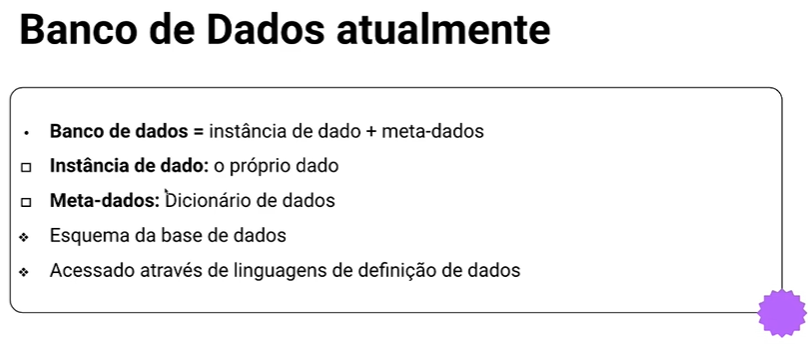 Banco de Dados atualmente
• Banco de dados = instância de dado + meta-dados
□ Instância de dado: o próprio dado
□ Meta-dados: Dicionário de dados
❖ Esquema da base de dados
❖ Acessado através de linguagens de definição de dados